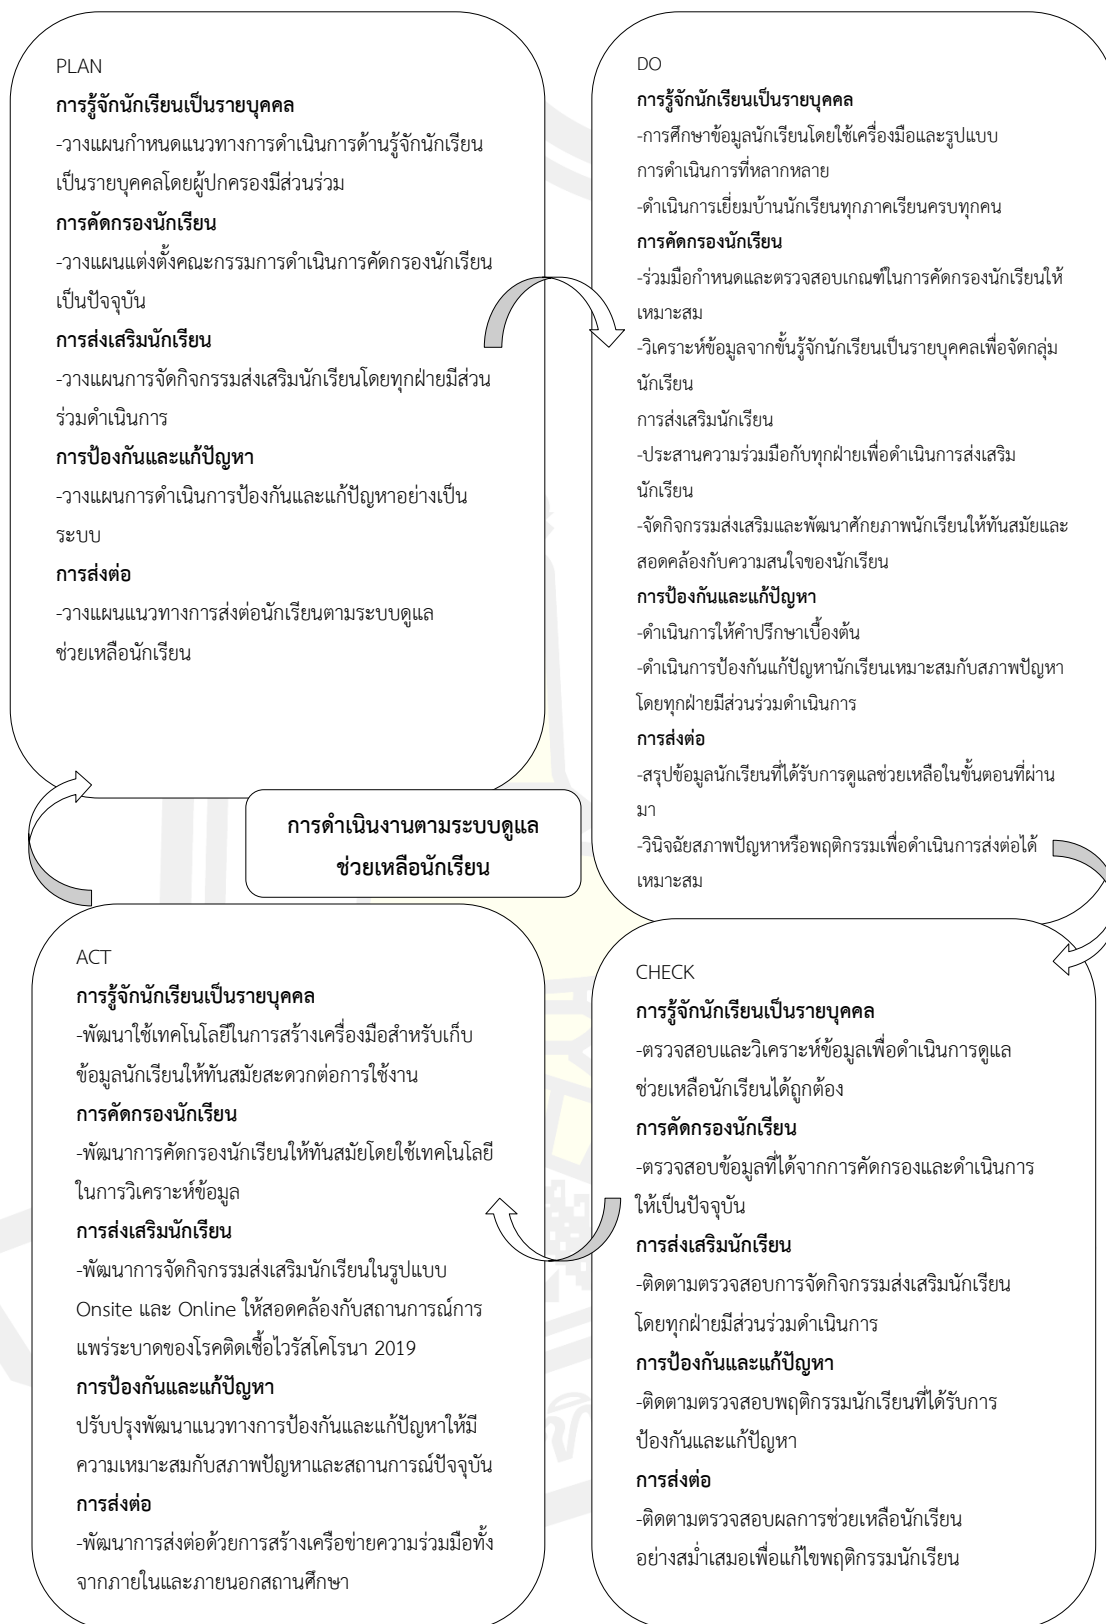 PLAN
การรู้จักนักเรียนเป็นรายบุคคล
-วางแผนกำหนดแนวทางการดำเนินการด้านรู้จักนักเรียน
เป็นรายบุคคลโดยผู้ปกครองมีส่วนร่วม
การคัดกรองนักเรียน
-วางแผนแต่งตั้งคณะกรรมการดำเนินการคัดกรองนักเรียน
เป็นปัจจุบัน
การส่งเสริมนักเรียน
-วางแผนการจัดกิจกรรมส่งเสริมนักเรียนโดยทุกฝ่ายมีส่วน
ร่วมดำเนินการ
การป้องกันและแก้ปัญหา
-วางแผนการดำเนินการป้องกันและแก้ปัญหาอย่างเป็น
ระบบ
การส่งต่อ
-วางแผนแนวทางการส่งต่อนักเรียนตามระบบดูแล
ช่วยเหลือนักเรียน
DO
การรู้จักนักเรียนเป็นรายบุคคล
-การศึกษาข้อมูลนักเรียนโดยใช้เครื่องมือและรูปแบบ
การดำเนินการที่หลากหลาย
-ดำเนินการเยี่ยมบ้านนักเรียนทุกภาคเรียนครบทุกคน
การคัดกรองนักเรียน
-ร่วมมือกำหนดและตรวจสอบเกณฑ์ในการคัดกรองนักเรียนให้
เหมาะสม
-วิเคราะห์ข้อมูลจากขั้นรู้จักนักเรียนเป็นรายบุคคลเพื่อจัดกลุ่ม
นักเรียน
การส่งเสริมนักเรียน
-ประสานความร่วมมือกับทุกฝ่ายเพื่อดำเนินการส่งเสริม
นักเรียน
-จัดกิจกรรมส่งเสริมและพัฒนาศักยภาพนักเรียนให้ทันสมัยและ
สอดคล้องกับความสนใจของนักเรียน
การป้องกันและแก้ปัญหา
-ดำเนินการให้คำปรึกษาเบื้องต้น
-ดำเนินการป้องกันแก้ปัญหานักเรียนเหมาะสมกับสภาพปัญหา
โดยทุกฝ่ายมีส่วนร่วมดำเนินการ
การส่งต่อ
-สรุปข้อมูลนักเรียนที่ได้รับการดูแลช่วยเหลือในขั้นตอนที่ผ่าน
มา
-วินิจฉัยสภาพปัญหาหรือพฤติกรรมเพื่อดำเนินการส่งต่อได้
เหมาะสม
การดำเนินงานตามระบบดูแล
ช่วยเหลือนักเรียน
ACT
การรู้จักนักเรียนเป็นรายบุคคล
-พัฒนาใช้เทคโนโลยีในการสร้างเครื่องมือสำหรับเก็บ
ข้อมูลนักเรียนให้ทันสมัยสะดวกต่อการใช้งาน
การคัดกรองนักเรียน
-พัฒนาการคัดกรองนักเรียนให้ทันสมัยโดยใช้เทคโนโลยี
ในการวิเคราะห์ข้อมูล
การส่งเสริมนักเรียน
-พัฒนาการจัดกิจกรรมส่งเสริมนักเรียนในรูปแบบ
Onsite และ Online ให้สอดคล้องกับสถานการณ์การ
แพร่ระบาดของโรคติดเชื้อไวรัสโคโรนา 2019
การป้องกันและแก้ปัญหา
ปรับปรุงพัฒนาแนวทางการป้องกันและแก้ปัญหาให้มี
ความเหมาะสมกับสภาพปัญหาและสถานการณ์ปัจจุบัน
การส่งต่อ
-พัฒนาการส่งต่อด้วยการสร้างเครือข่ายความร่วมมือทั้ง
จากภายในและภายนอกสถานศึกษา
CHECK
การรู้จักนักเรียนเป็นรายบุคคล
-ตรวจสอบและวิเคราะห์ข้อมูลเพื่อดำเนินการดูแล
ช่วยเหลือนักเรียนได้ถูกต้อง
การคัดกรองนักเรียน
-ตรวจสอบข้อมูลที่ได้จากการคัดกรองและดำเนินการ
ให้เป็นปัจจุบัน
การส่งเสริมนักเรียน
-ติดตามตรวจสอบการจัดกิจกรรมส่งเสริมนักเรียน
โดยทุกฝ่ายมีส่วนร่วมดำเนินการ
การป้องกันและแก้ปัญหา
-ติดตามตรวจสอบพฤติกรรมนักเรียนที่ได้รับการ
ป้องกันและแก้ปัญหา
การส่งต่อ
-ติดตามตรวจสอบผลการช่วยเหลือนักเรียน
อย่างสม่ำเสมอเพื่อแก้ไขพฤติกรรมนักเรียน